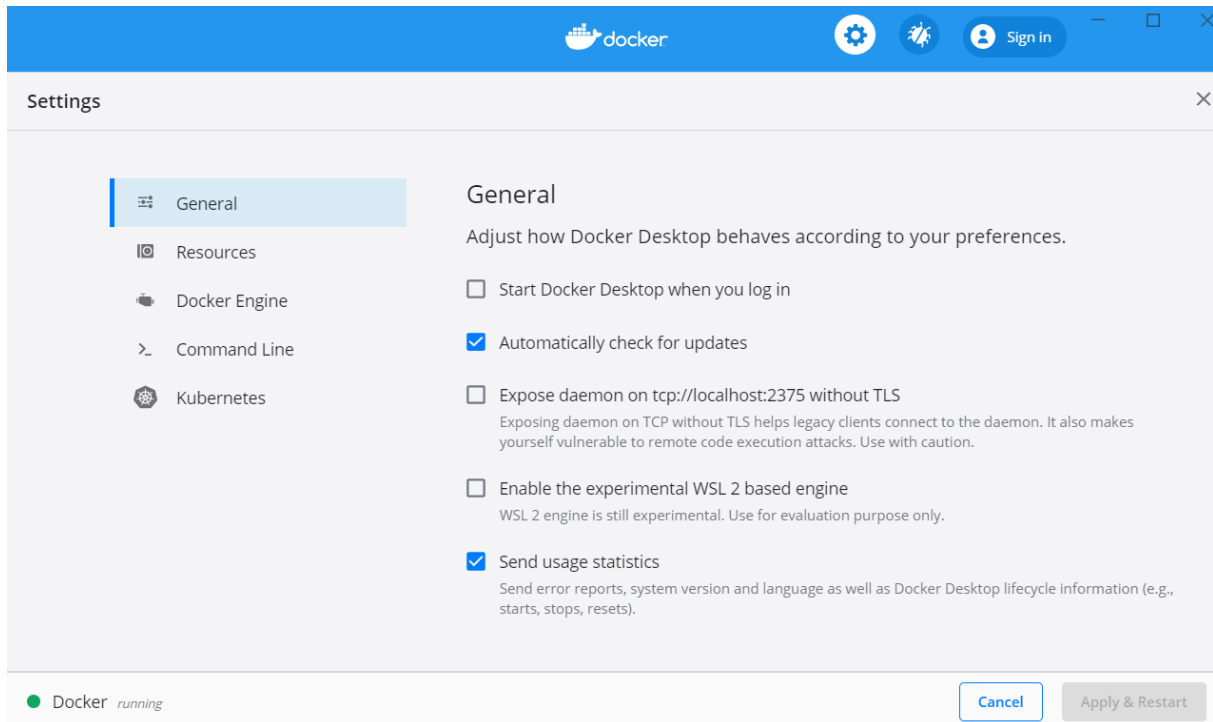 docker
Sign in
Settings
General
Resources
Docker Engine
Command Line
Kubernetes
General
Adjust how Docker Desktop behaves according to your preferences.
Start Docker Desktop when you log in
Automatically check for updates
Expose daemon on tcp://localhost:2375 without TLS
Exposing daemon on TCP without TLS helps legacy clients connect to the daemon. It also makes
yourself vulnerable to remote code execution attacks. Use with caution.
Enable the experimental WSL 2 based engine
WSL 2 engine is still experimental. Use for evaluation purpose only.
Send usage statistics
Send error reports, system version and language as well as Docker Desktop lifecycle information (e.g.,
starts, stops, resets).
Docker running
Cancel
Apply & Restart